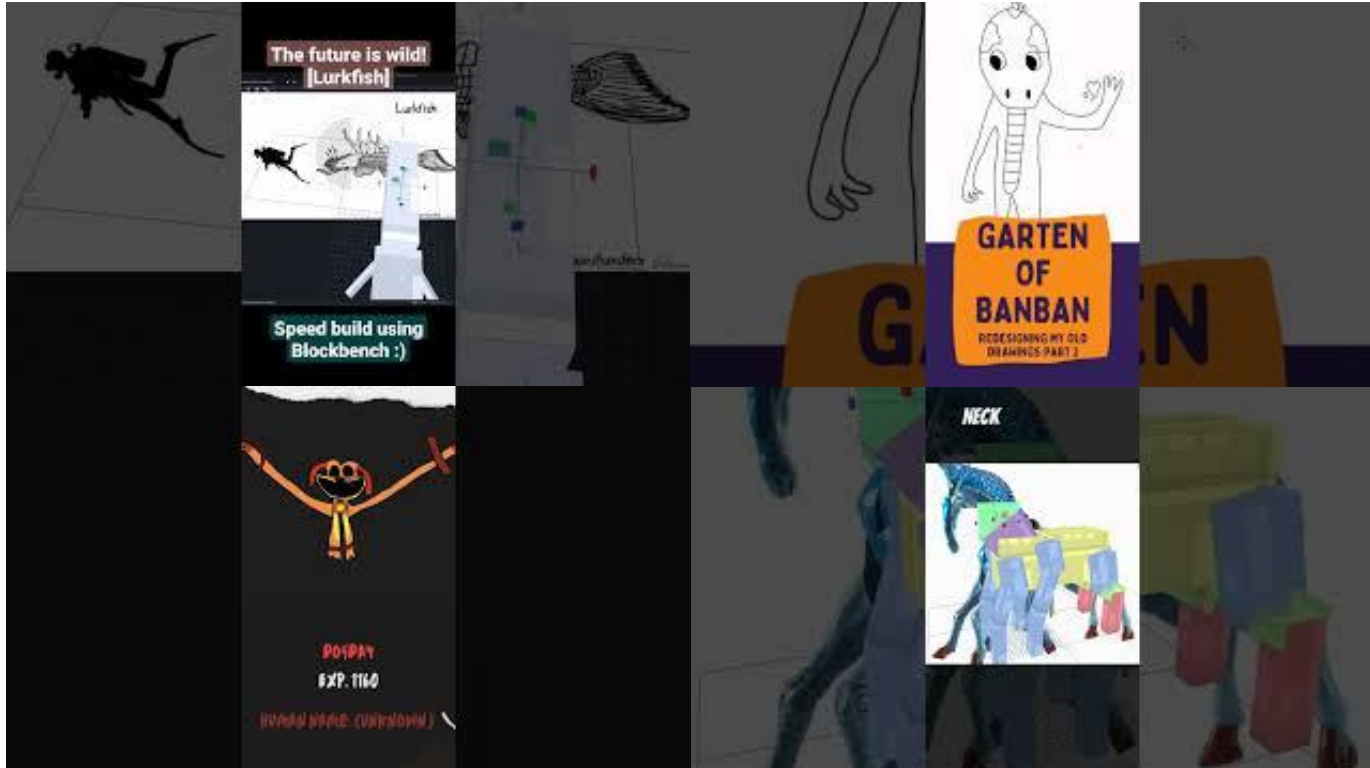 The future is wild!
[Lurkfish]
Lurkfish
Speed build using
Blockbench :)
GARTEN
OF
BANBAN
REDESIGNING MY OLD
DRAWINGS PART 2
G
EN
DOGDAY
EXP. 1160
HUMAN NAME: (UNKNOWN)
NECK